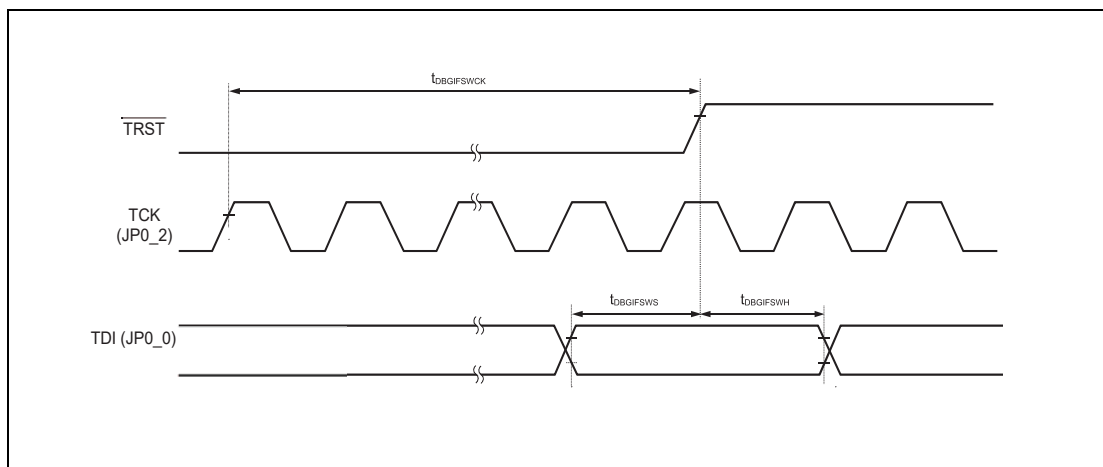 tDBGIFSWCK
TRST
TCK
(JP0_2)
tDBGIFSWS
tDBGIFSWH
TDI (JP0_0)